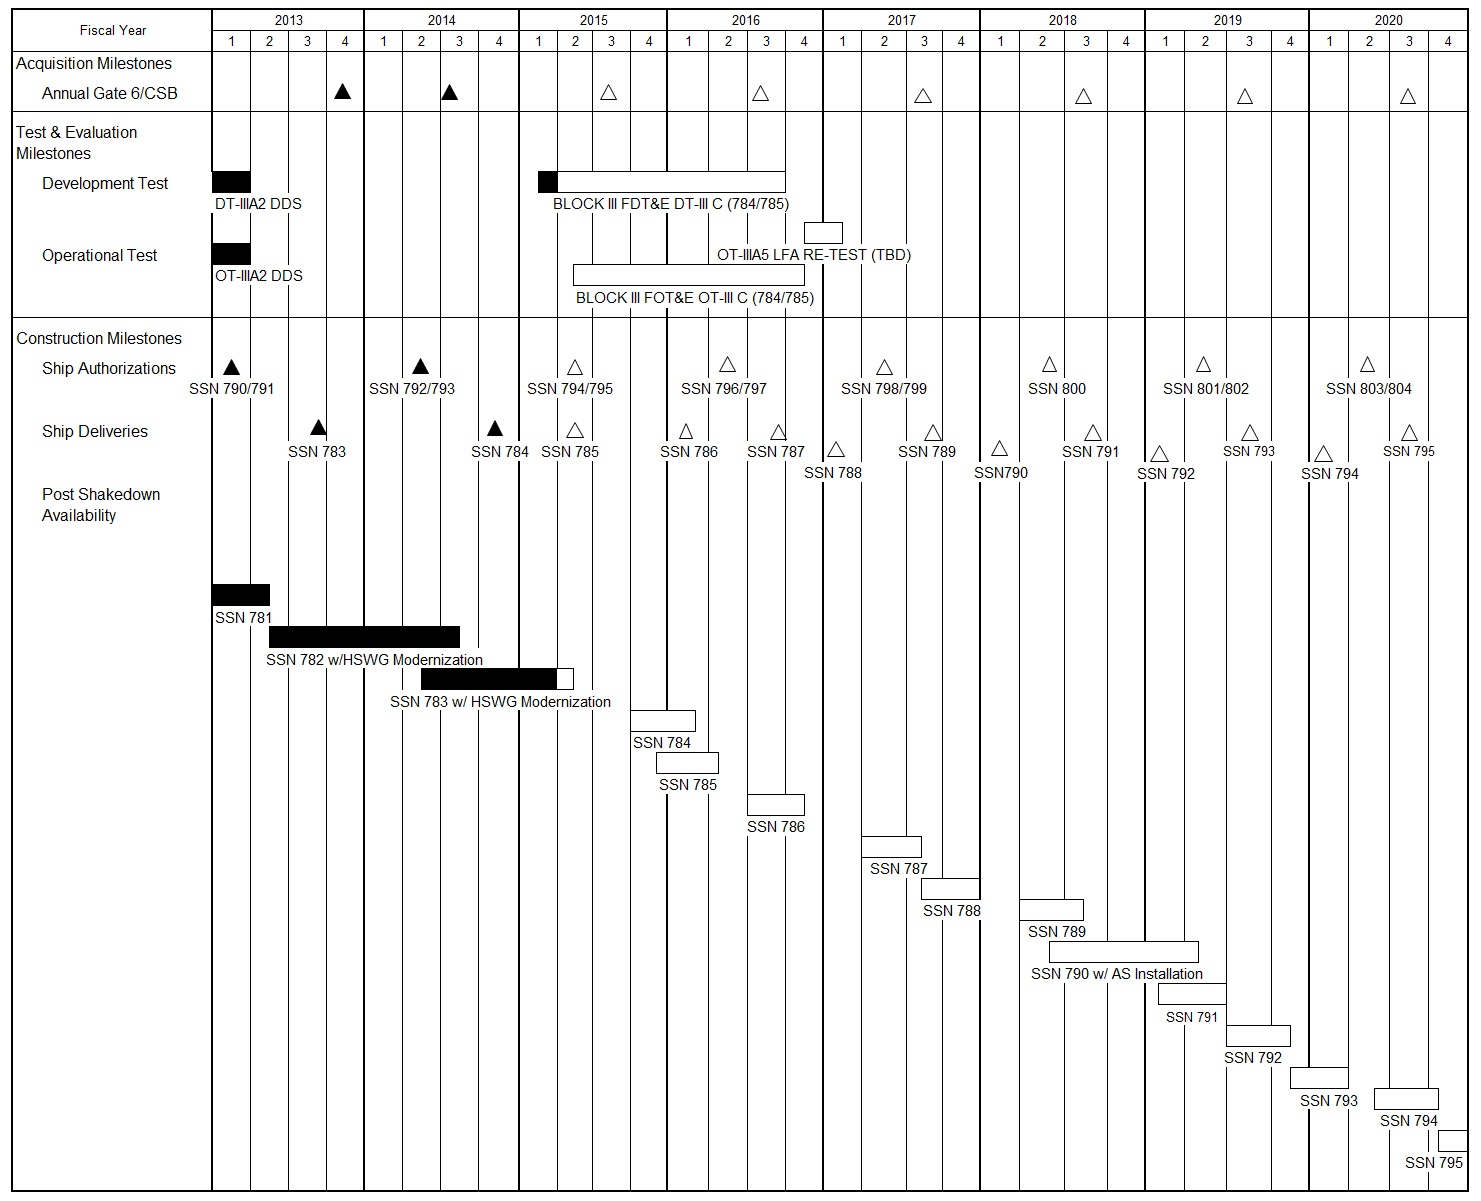 Fiscal Year 2013 2014 2015 2016 2017 2018 2019 2020
1 2 3 4 1 2 3 4 1 2 3 4 1 2 3 4 1 2 3 4 1 2 3 4 1 2 3 4 1 2 3 4
Acquisition Milestones
Annual Gate 6/CSB
Test & Evaluation
Milestones
Development Test
DT-IIIA2 DDS BLOCK III FDT&E DT-III C (784/785)
Operational Test OT-IIIA5 LFA RE-TEST (TBD)
OT-IIIA2 DDS
BLOCK III FOT&E OT-III C (784/785)
Construction Milestones
Ship Authorizations
SSN 790/791 SSN 792/793 SSN 794/795 SSN 796/797 SSN 798/799 SSN 800 SSN 801/802 SSN 803/804
Ship Deliveries
SSN 783 SSN 784 SSN 785 SSN 786 SSN 787 SSN 789 SSN 791 SSN 793 SSN 795
SSN 788 SSN790 SSN 792 SSN 794
Post Shakedown
Availability
SSN 781
SSN 782 w/HSWG Modernization
SSN 783 w/ HSWG Modernization
SSN 784
SSN 785
SSN 786
SSN 787
SSN 788
SSN 789
SSN 790 w/ AS Installation
SSN 791
SSN 792
SSN 793
SSN 794
SSN 795